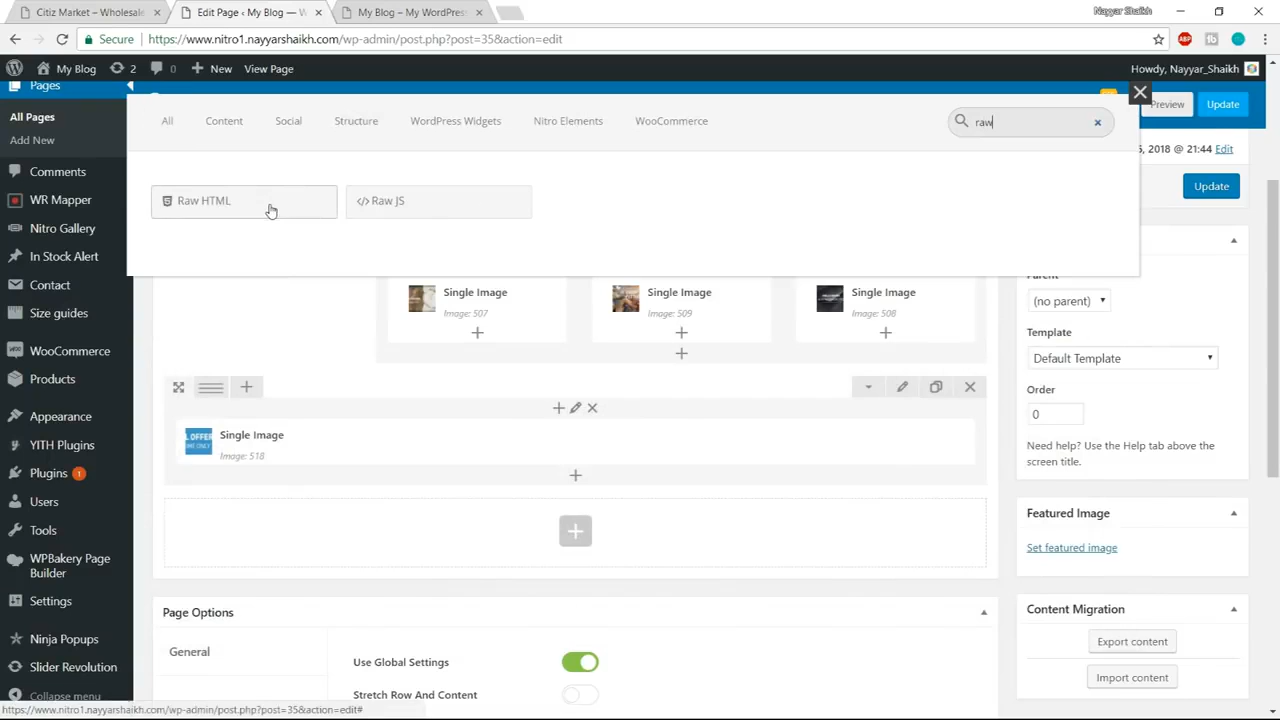 Citiz Market – Wholesale
Edit Page ‹ My Blog —
My Blog – My WordPress
Nayyar Shaikh
Secure
https://www.nitro1.nayyarshaikh.com/wp-admin/post.php?post=35&action=edit
My Blog
2
New
View Page
Howdy, Nayyar_Shaikh
Pages
All Pages
Add New
Comments
WR Mapper
Nitro Gallery
In Stock Alert
Contact
Size guides
WooCommerce
Products
Appearance
YITH Plugins
Plugins 1
Users
Tools
WPBakery Page
Builder
Settings
Ninja Popups
Slider Revolution
Collapse menu
All
Content
Social
Structure
WordPress Widgets
Nitro Elements
WooCommerce
raw
Raw HTML
</> Raw JS
Preview
Update
, 2018 @ 21:44 Edit
Update
Single Image
Image: 507
Single Image
Image: 509
Single Image
Image: 508
L OFFER
Single Image
Image: 518
Page Options
General
Use Global Settings
Stretch Row And Content
Parent
(no parent)
Template
Default Template
Order
0
Need help? Use the Help tab above the
screen title.
Featured Image
Set featured image
Content Migration
Export content
Import content
https://www.nitro1.nayyarshaikh.com/wp-admin/post.php?post=35&action=edit#